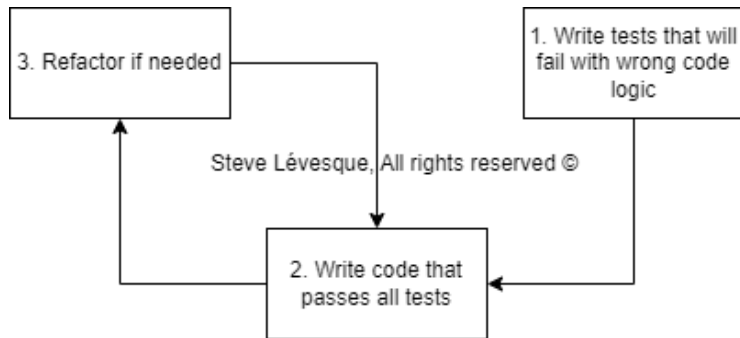 3. Refactor if needed
1. Write tests that will
fail with wrong code
logic
Steve Lévesque, All rights reserved ©
2. Write code that
passes all tests